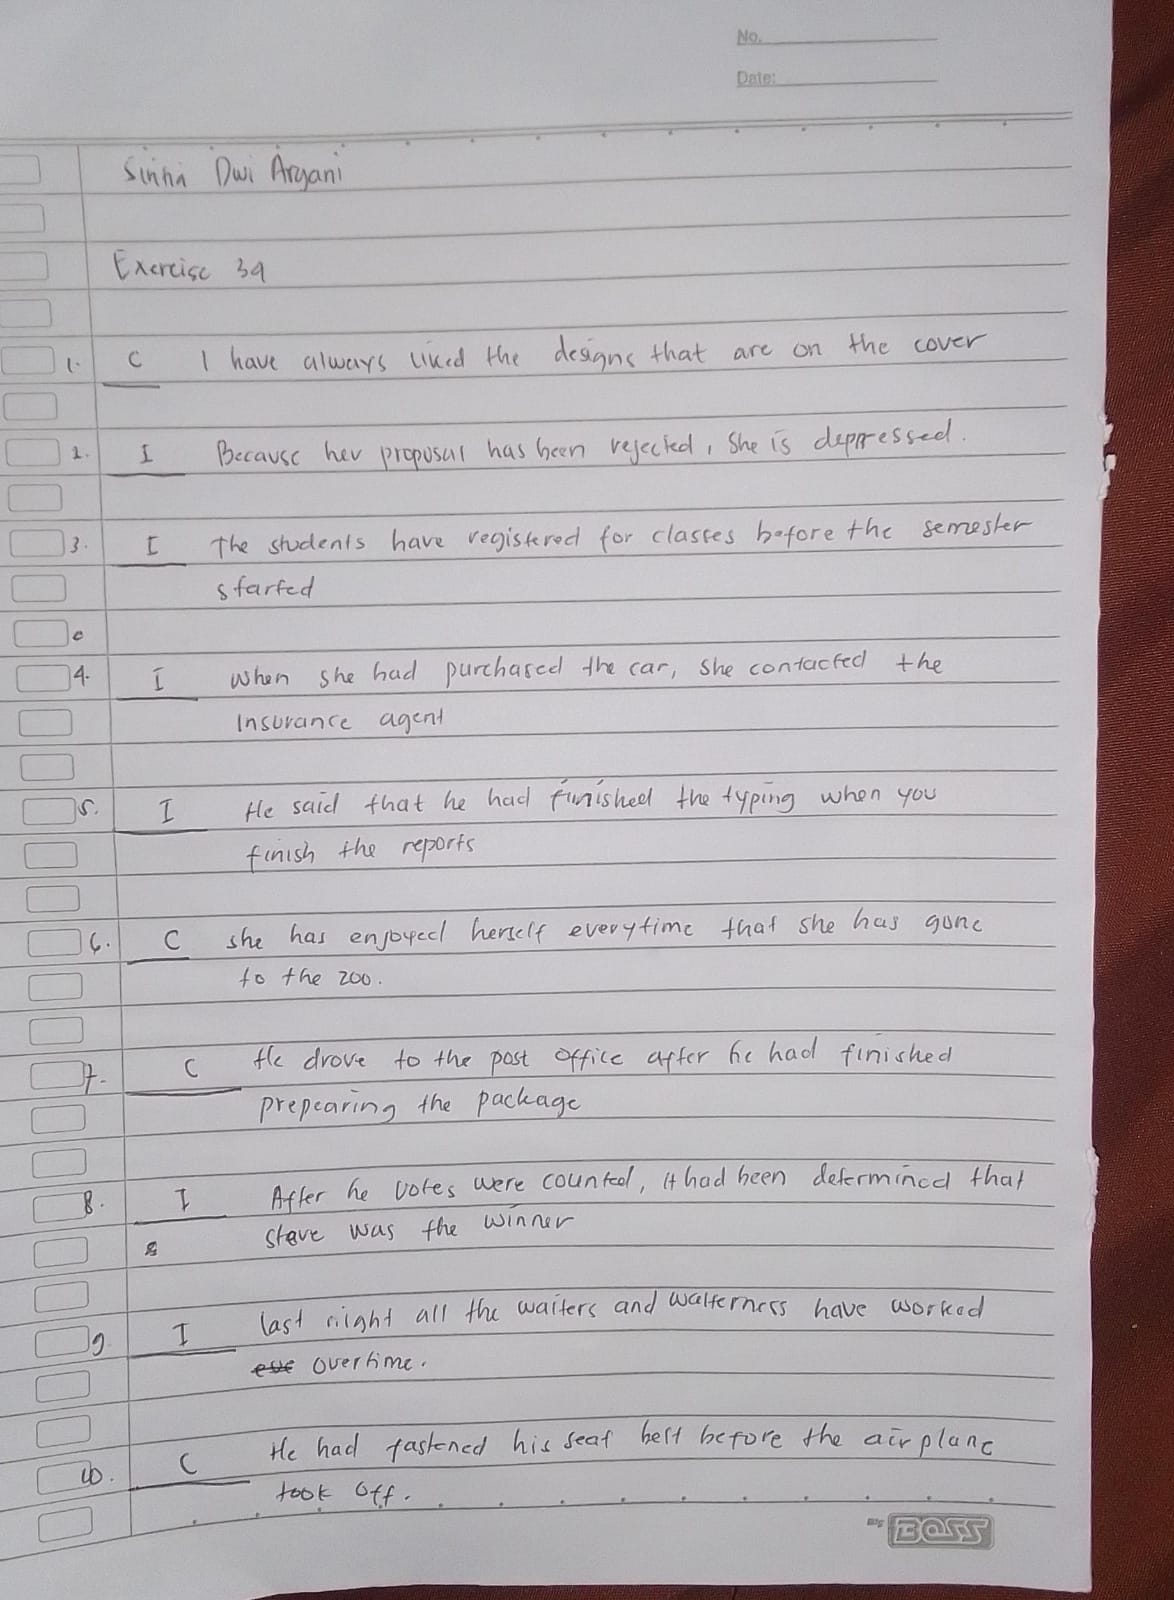 No.
Date:
Sinna Dwi Aryani
Exercise 39
1. C I have always liked the designs that are on the cover
2. I Because her proposal has been rejected, She is deppressed.
3. I The students have registered for classes before the semester
started
4. I When she had purchased the car, she contacted the
Insurance agent
5. I He said that he had finished the typing when you
finish the reports
6. C she has enjoyed herself everytime that she has gone
to the zoo.
7. C He drove to the post office after he had finished
prepearing the package
8. I After he votes were counted, it had been determined that
Steve was the winner
9. I last night all the waiters and waiterness have worked
overtime.
10. C He had fastened his seat belt before the air plane
took off.
BIG BOSS